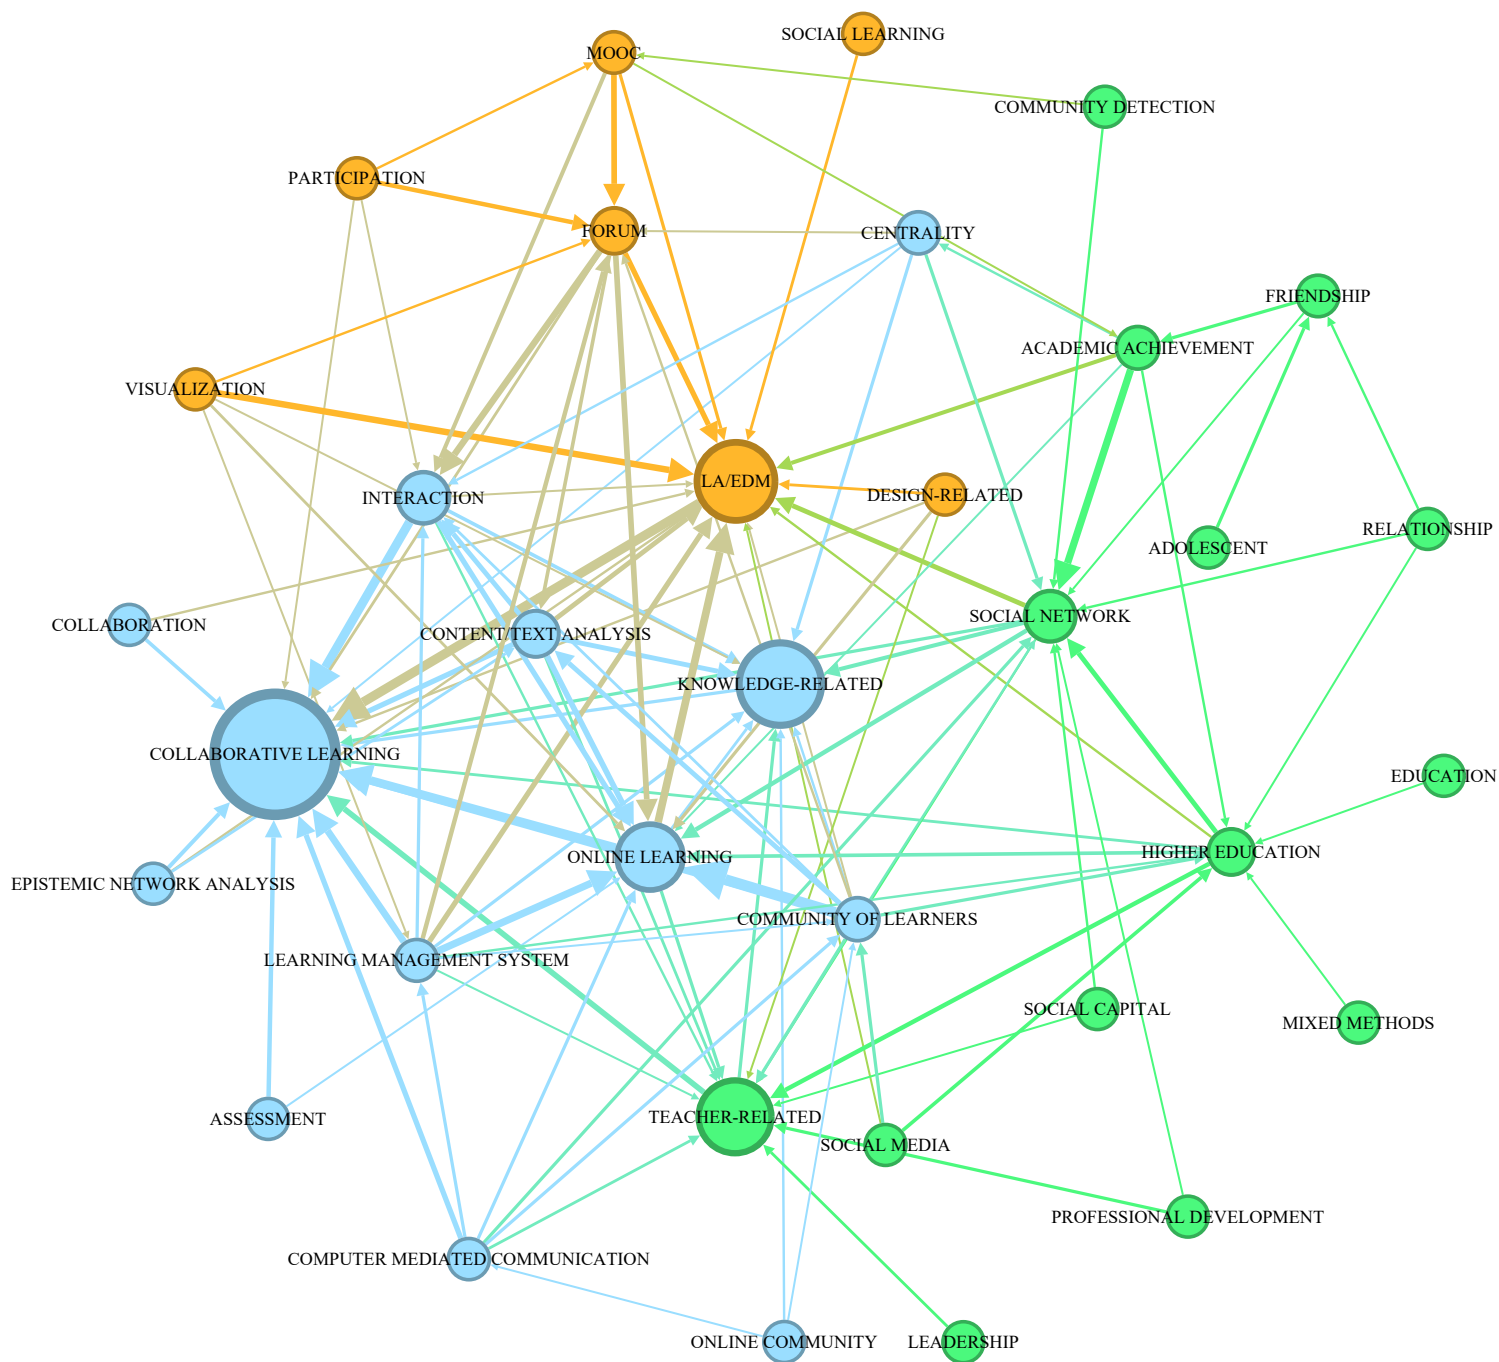 SOCIAL LEARNING
MOOC
COMMUNITY DETECTION
PARTICIPATION
FORUM
CENTRALITY
FRIENDSHIP
ACADEMIC ACHIEVEMENT
VISUALIZATION
LA/EDM
INTERACTION
DESIGN-RELATED
RELATIONSHIP
ADOLESCENT
SOCIAL NETWORK
COLLABORATION
CONTENT/TEXT ANALYSIS
KNOWLEDGE-RELATED
COLLABORATIVE LEARNING
EDUCATION
HIGHER EDUCATION
ONLINE LEARNING
EPISTEMIC NETWORK ANALYSIS
COMMUNITY OF LEARNERS
LEARNING MANAGEMENT SYSTEM
SOCIAL CAPITAL
MIXED METHODS
ASSESSMENT
TEACHER-RELATED
SOCIAL MEDIA
PROFESSIONAL DEVELOPMENT
COMPUTER MEDIATED COMMUNICATION
ONLINE COMMUNITY
LEADERSHIP